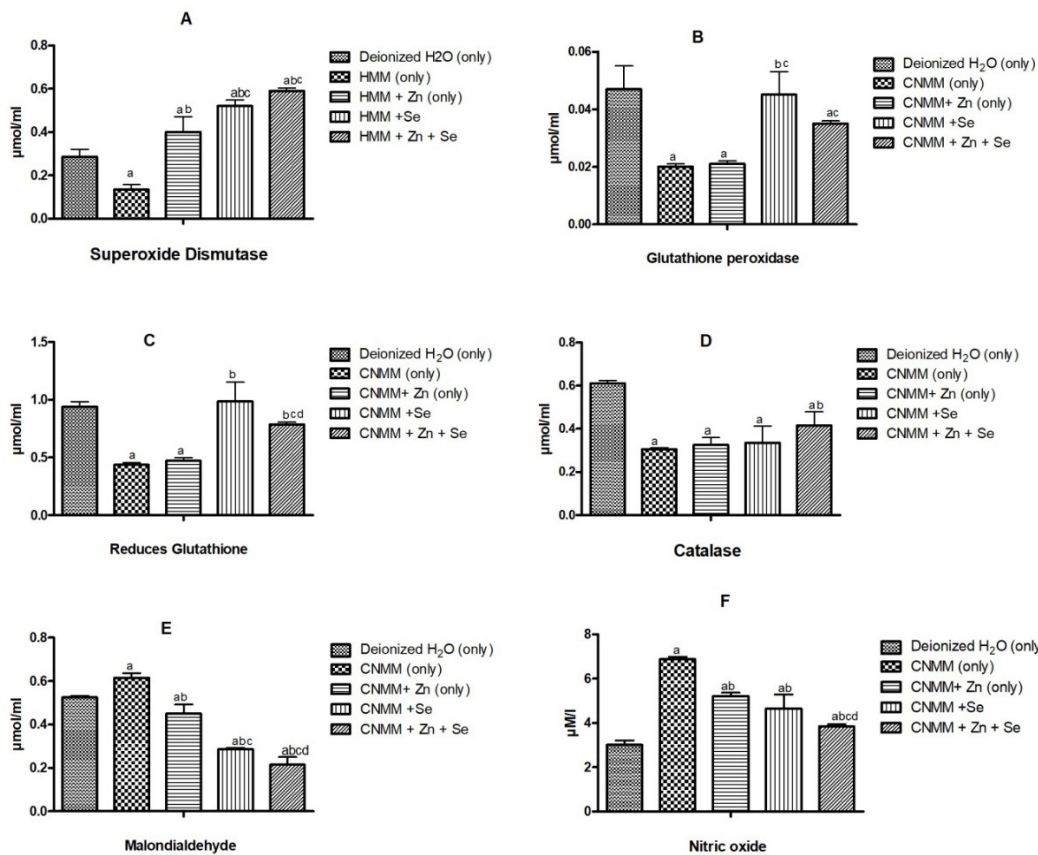 A
0.8
0.6
0.4
0.2
0.0
µmol/ml
a
ab
abc
abc
Superoxide Dismutase
Deionized H2O (only)
HMM (only)
HMM + Zn (only)
HMM +Se
HMM + Zn + Se
B
0.06
0.04
0.02
0.00
µmol/ml
a
a
bc
ac
Glutathione peroxidase
Deionized H₂O (only)
CNMM (only)
CNMM+ Zn (only)
CNMM +Se
CNMM + Zn + Se
C
1.5
1.0
0.5
0.0
µmol/ml
a
a
b
bcd
Reduces Glutathione
Deionized H₂O (only)
CNMM (only)
CNMM+ Zn (only)
CNMM +Se
CNMM + Zn + Se
D
0.8
0.6
0.4
0.2
0.0
µmol/ml
a
a
a
ab
Catalase
Deionized H₂O (only)
CNMM (only)
CNMM+ Zn (only)
CNMM +Se
CNMM + Zn + Se
E
0.8
0.6
0.4
0.2
0.0
µmol/ml
a
ab
abc
abcd
Malondialdehyde
Deionized H₂O (only)
CNMM (only)
CNMM+ Zn (only)
CNMM +Se
CNMM + Zn + Se
F
8
6
4
2
0
µM/l
a
ab
ab
abcd
Nitric oxide
Deionized H₂O (only
CNMM (only)
CNMM+ Zn (only)
CNMM +Se
CNMM + Zn + Se